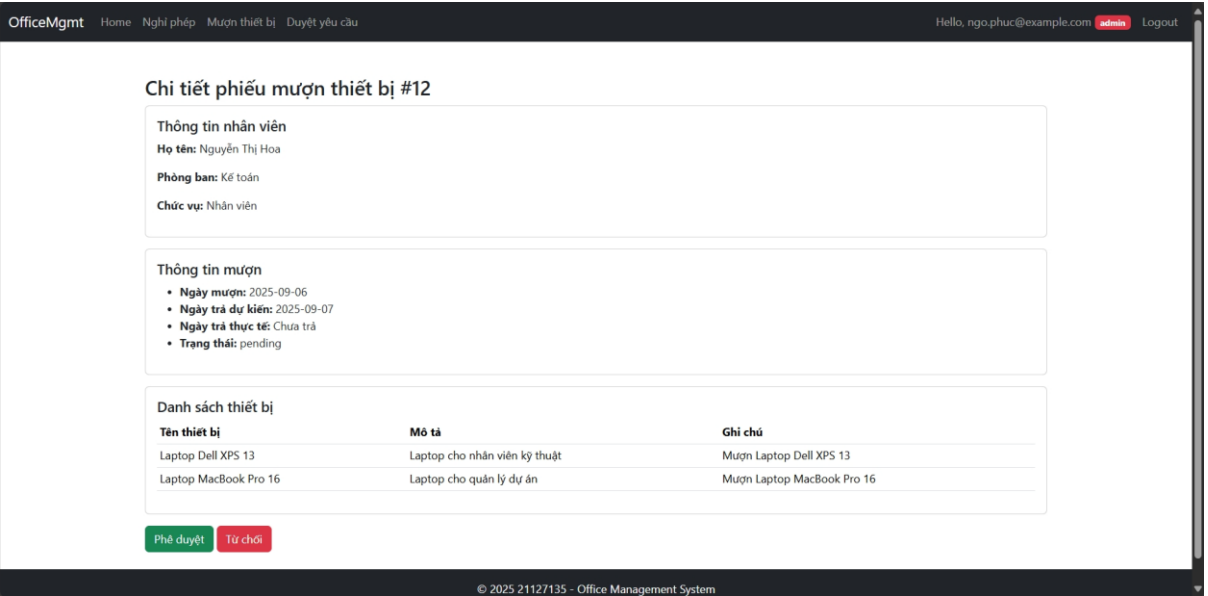 OfficeMgmt Home Nghỉ phép Mượn thiết bị Duyệt yêu cầu Hello, ngo.phuc@example.com admin Logout
Chi tiết phiếu mượn thiết bị #12
Thông tin nhân viên
Họ tên: Nguyễn Thị Hoa
Phòng ban: Kế toán
Chức vụ: Nhân viên
Thông tin mượn
• Ngày mượn: 2025-09-06
• Ngày trả dự kiến: 2025-09-07
• Ngày trả thực tế: Chưa trả
• Trạng thái: pending
Danh sách thiết bị
Tên thiết bị Mô tả Ghi chú
Laptop Dell XPS 13 Laptop cho nhân viên kỹ thuật Mượn Laptop Dell XPS 13
Laptop MacBook Pro 16 Laptop cho quản lý dự án Mượn Laptop MacBook Pro 16
Phê duyệt Từ chối
© 2025 21127135 - Office Management System